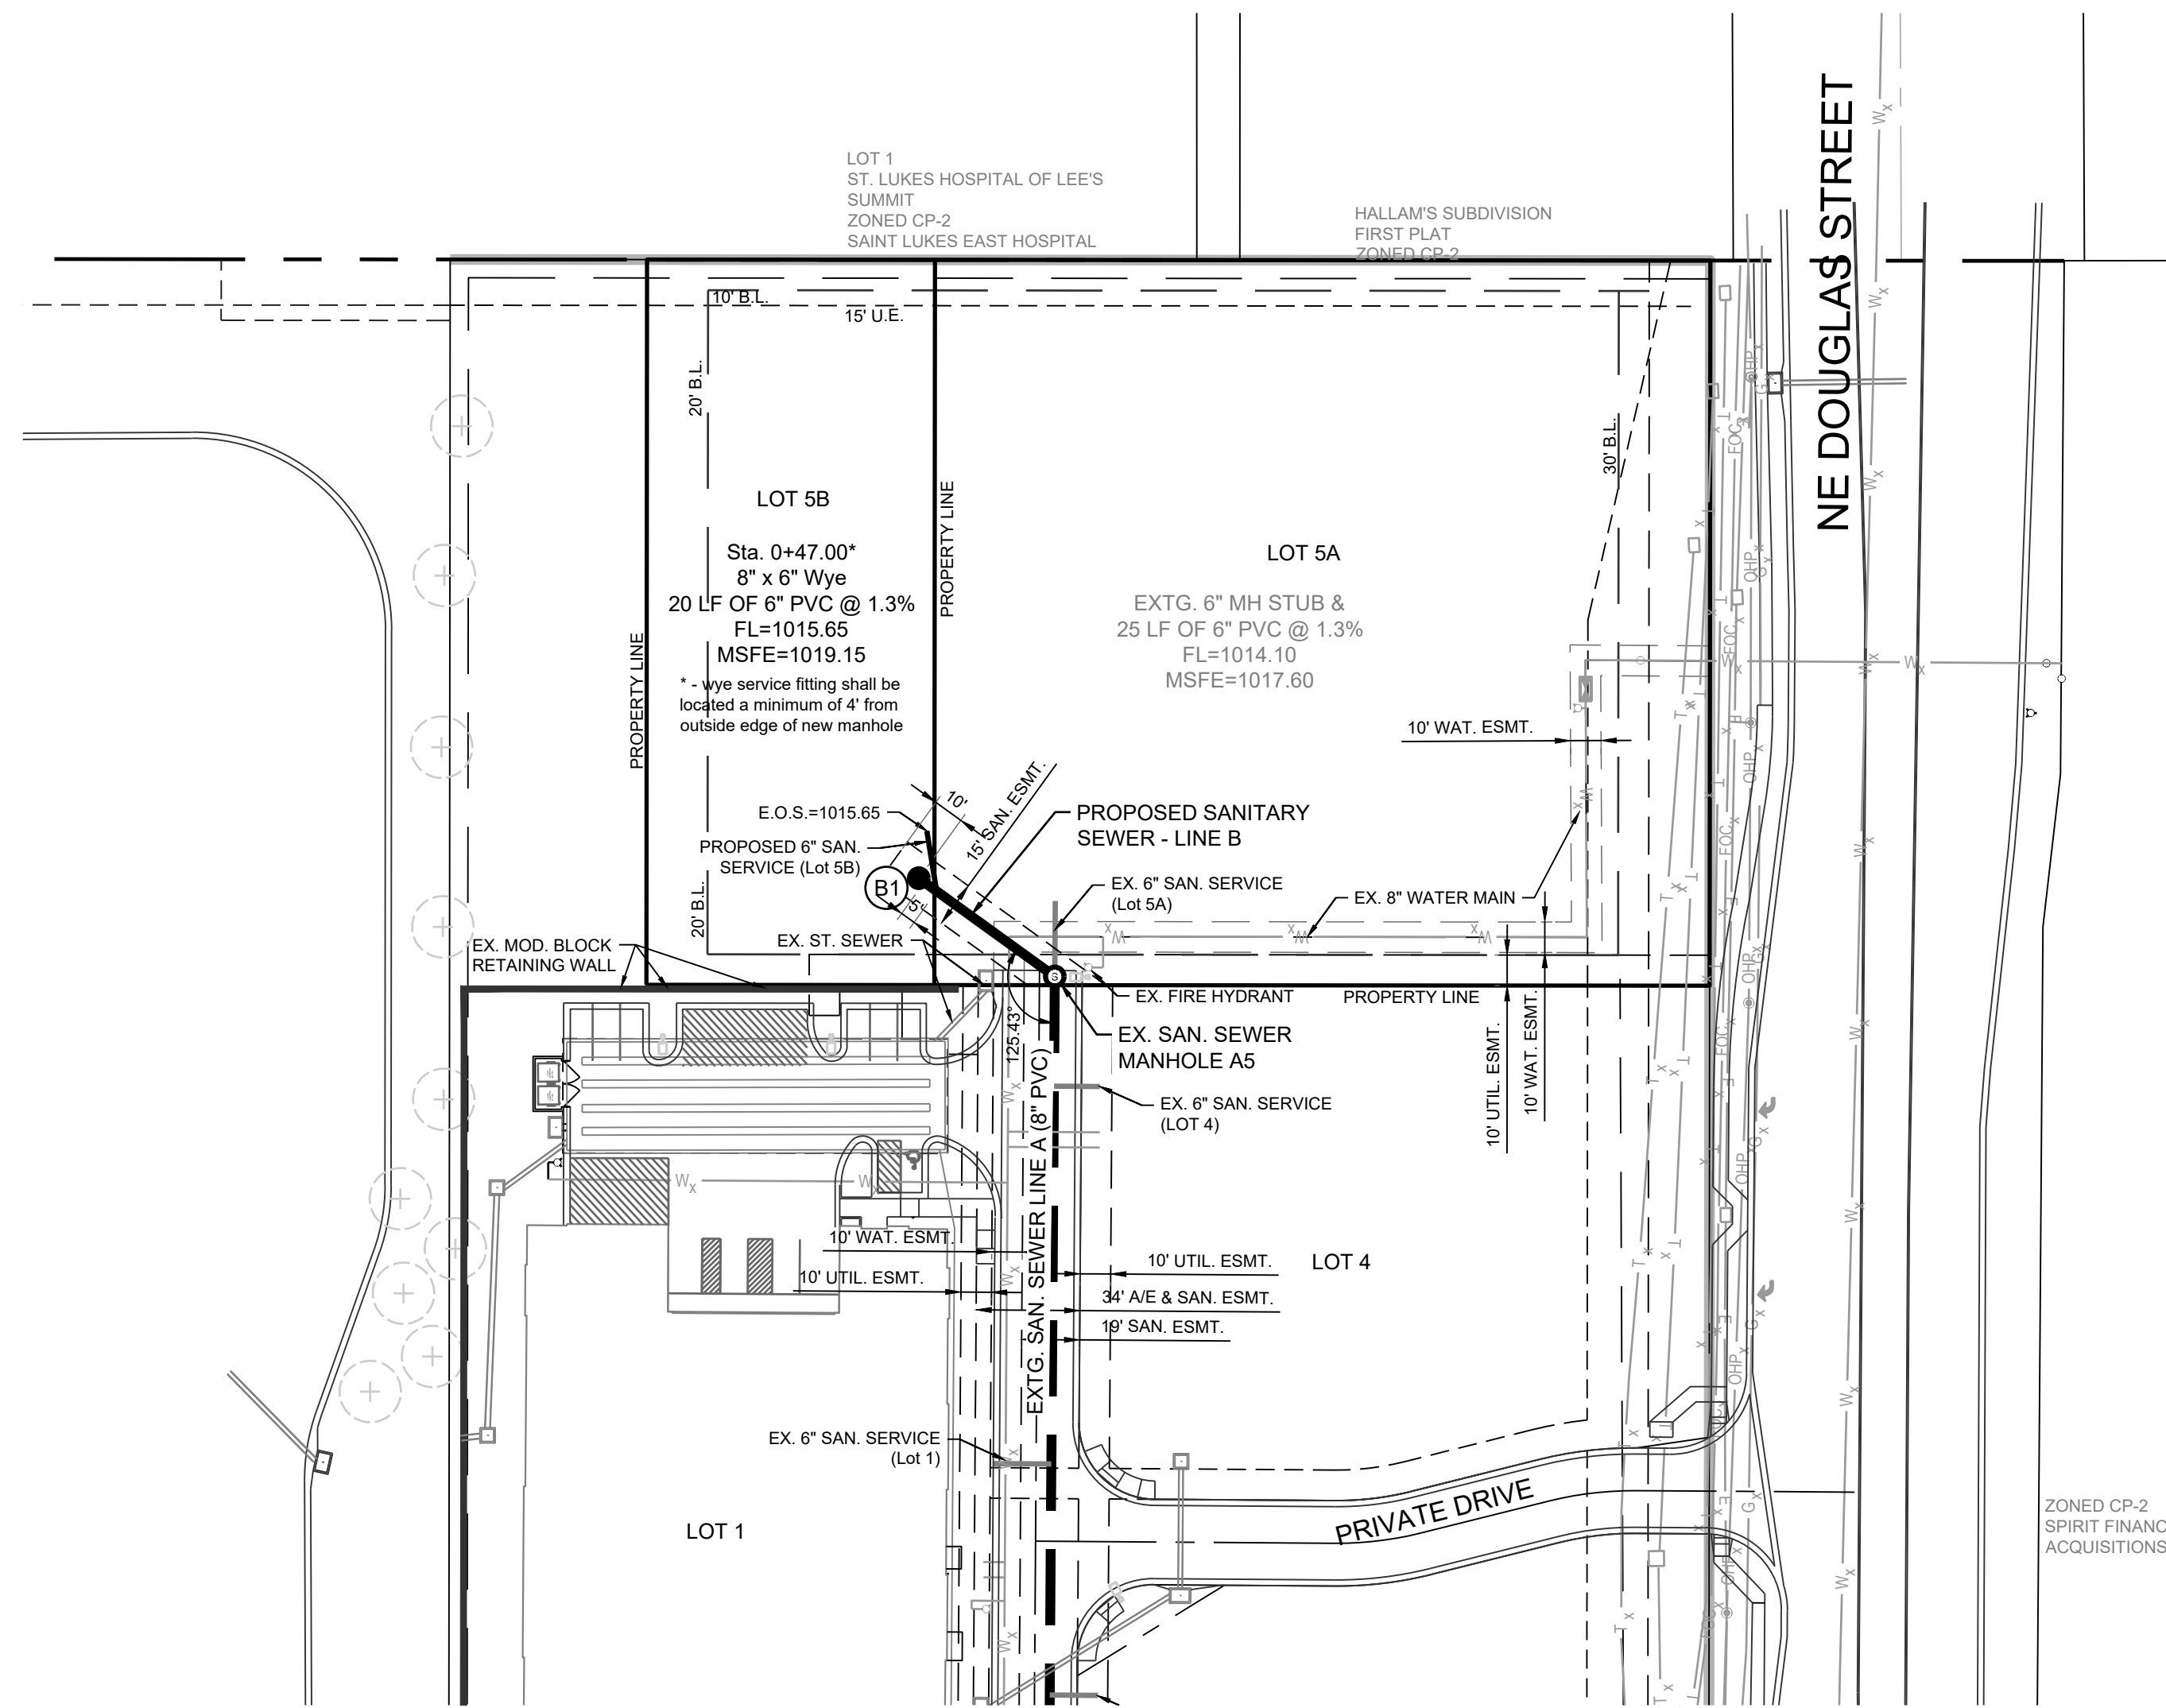 NE DOUGLAS STREET
LOT 1
ST. LUKES HOSPITAL OF LEE'S
SUMMIT
ZONED CP-2
SAINT LUKES EAST HOSPITAL
HALLAM'S SUBDIVISION
FIRST PLAT
ZONED CP-2
10' B.L.
15' U.E.
20' B.L.
30' B.L.
LOT 5B
Sta. 0+47.00*
8" x 6" Wye
20 LF OF 6" PVC @ 1.3%
FL=1015.65
MSFE=1019.15
* - wye service fitting shall be
located a minimum of 4' from
outside edge of new manhole
PROPERTY LINE
PROPERTY LINE
LOT 5A
EXTG. 6" MH STUB &
25 LF OF 6" PVC @ 1.3%
FL=1014.10
MSFE=1017.60
10' WAT. ESMT.
E.O.S.=1015.65
10'
15' SAN. ESMT.
PROPOSED SANITARY
SEWER - LINE B
PROPOSED 6" SAN.
SERVICE (Lot 5B)
B1
5'
20' B.L.
EX. 6" SAN. SERVICE
(Lot 5A)
EX. 8" WATER MAIN
EX. ST. SEWER
EX. MOD. BLOCK
RETAINING WALL
S
EX. FIRE HYDRANT
PROPERTY LINE
125.43°
EX. SAN. SEWER
MANHOLE A5
10' UTIL. ESMT.
10' WAT. ESMT.
EX. 6" SAN. SERVICE
(LOT 4)
EXTG. SAN. SEWER LINE A (8" PVC)
10' WAT. ESMT.
10' UTIL. ESMT.
10' UTIL. ESMT.
34' A/E & SAN. ESMT.
19' SAN. ESMT.
LOT 4
EX. 6" SAN. SERVICE
(Lot 1)
LOT 1
PRIVATE DRIVE
ZONED CP-2
SPIRIT FINANC
ACQUISITIONS